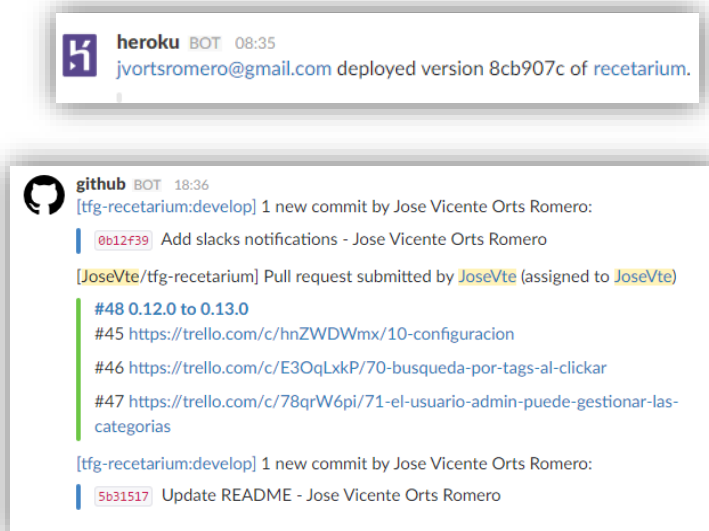 heroku BOT 08:35
jvortsromero@gmail.com deployed version 8cb907c of recetarium.
github BOT 18:36
[tfg-recetarium:develop] 1 new commit by Jose Vicente Orts Romero:
0b12f39 Add slacks notifications - Jose Vicente Orts Romero
[JoseVte/tfg-recetarium] Pull request submitted by JoseVte (assigned to JoseVte)
#48 0.12.0 to 0.13.0
#45 https://trello.com/c/hnZWDWmx/10-configuracion
#46 https://trello.com/c/E3OqLxkP/70-busqueda-por-tags-al-clickar
#47 https://trello.com/c/78qrW6pi/71-el-usuario-admin-puede-gestionar-las-
categorias
[tfg-recetarium:develop] 1 new commit by Jose Vicente Orts Romero:
5b31517 Update README - Jose Vicente Orts Romero